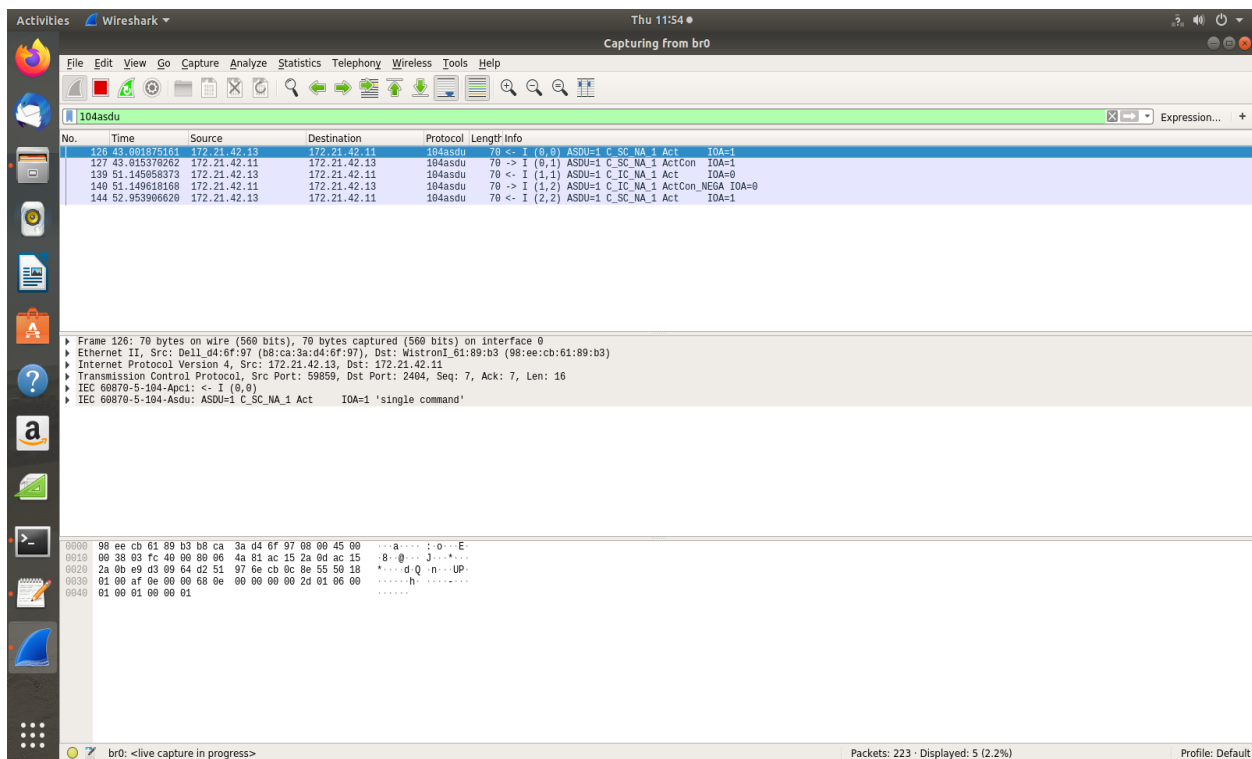 Activities Wireshark Thu 11:54
Capturing from br0
File Edit View Go Capture Analyze Statistics Telephony Wireless Tools Help
104asdu Expression... +
No. Time Source Destination Protocol Length Info
126 43.001875161 172.21.42.13 172.21.42.11 104asdu 70 <- I (0,0) ASDU=1 C_SC_NA_1 Act IOA=1
127 43.015370262 172.21.42.11 172.21.42.13 104asdu 70 -> I (0,1) ASDU=1 C_SC_NA_1 ActCon IOA=1
139 51.145058373 172.21.42.13 172.21.42.11 104asdu 70 <- I (1,1) ASDU=1 C_IC_NA_1 Act IOA=0
140 51.149618168 172.21.42.11 172.21.42.13 104asdu 70 -> I (1,2) ASDU=1 C_IC_NA_1 ActCon_NEGA IOA=0
144 52.953906620 172.21.42.13 172.21.42.11 104asdu 70 <- I (2,2) ASDU=1 C_SC_NA_1 Act IOA=1
Frame 126: 70 bytes on wire (560 bits), 70 bytes captured (560 bits) on interface 0
Ethernet II, Src: Dell_d4:6f:97 (b8:ca:3a:d4:6f:97), Dst: WistronI_61:89:b3 (98:ee:cb:61:89:b3)
Internet Protocol Version 4, Src: 172.21.42.13, Dst: 172.21.42.11
Transmission Control Protocol, Src Port: 59859, Dst Port: 2404, Seq: 7, Ack: 7, Len: 16
IEC 60870-5-104-Apci: <- I (0,0)
IEC 60870-5-104-Asdu: ASDU=1 C_SC_NA_1 Act IOA=1 'single command'
0000 98 ee cb 61 89 b3 b8 ca 3a d4 6f 97 08 00 45 00 ···a···· :·o···E·
0010 00 38 03 fc 40 00 80 06 4a 81 ac 15 2a 0d ac 15 ·8··@··· J···*···
0020 2a 0b e9 d3 09 64 d2 51 97 6e cb 0c 8e 55 50 18 *····d·Q ·n···UP·
0030 01 00 af 0e 00 00 68 0e 00 00 00 00 2d 01 06 00 ······h· ····-···
0040 01 00 01 00 00 01 ······
br0: <live capture in progress> Packets: 223 · Displayed: 5 (2.2%) Profile: Default